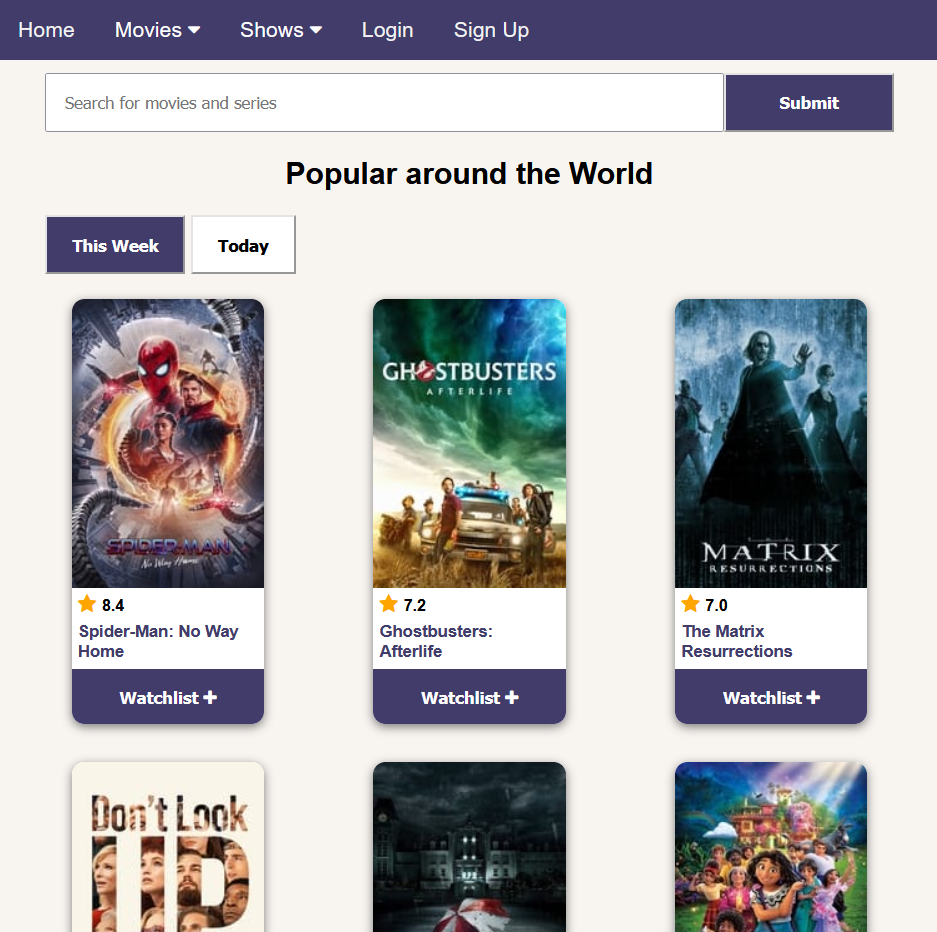 Home Movies Shows Login Sign Up
Search for movies and series Submit
Popular around the World
This Week Today
SPIDER-MAN
No Way Home
GHOSTBUSTERS
AFTERLIFE
MATRIX
RESURRECTIONS
8.4
Spider-Man: No Way
Home
Watchlist
7.2
Ghostbusters:
Afterlife
Watchlist
7.0
The Matrix
Resurrections
Watchlist
Don't Look
UP